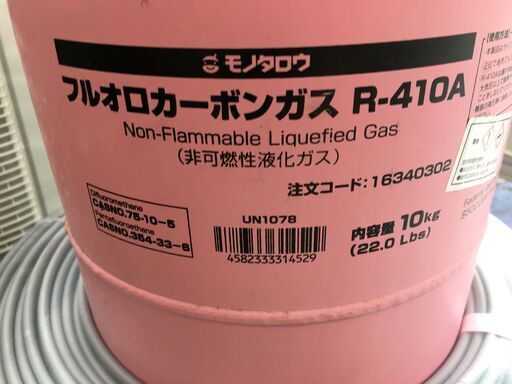 モノタロウ
フルオロカーボンガス R-410A
Non-Flammable Liquefied Gas
(非可燃性液化ガス)
注文コード:16340302
Difluoromethane
CASNO.75-10-5
Pentafluoroethane
CASNO.354-33-6
UN1078
4582333314529
内容量 10kg
(22.0 Lbs)